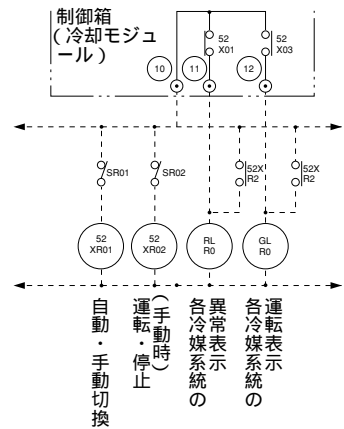 制御箱
(冷却モジュ
ール)
52
X01
52
X03
10
11
12
SR01
SR02
52X
R2
52X
R2
52
XR01
52
XR02
RL
R0
GL
R0
自動・手動切換
(手動時)
運転・停止
異常表示
各冷媒系統の
運転表示
各冷媒系統の